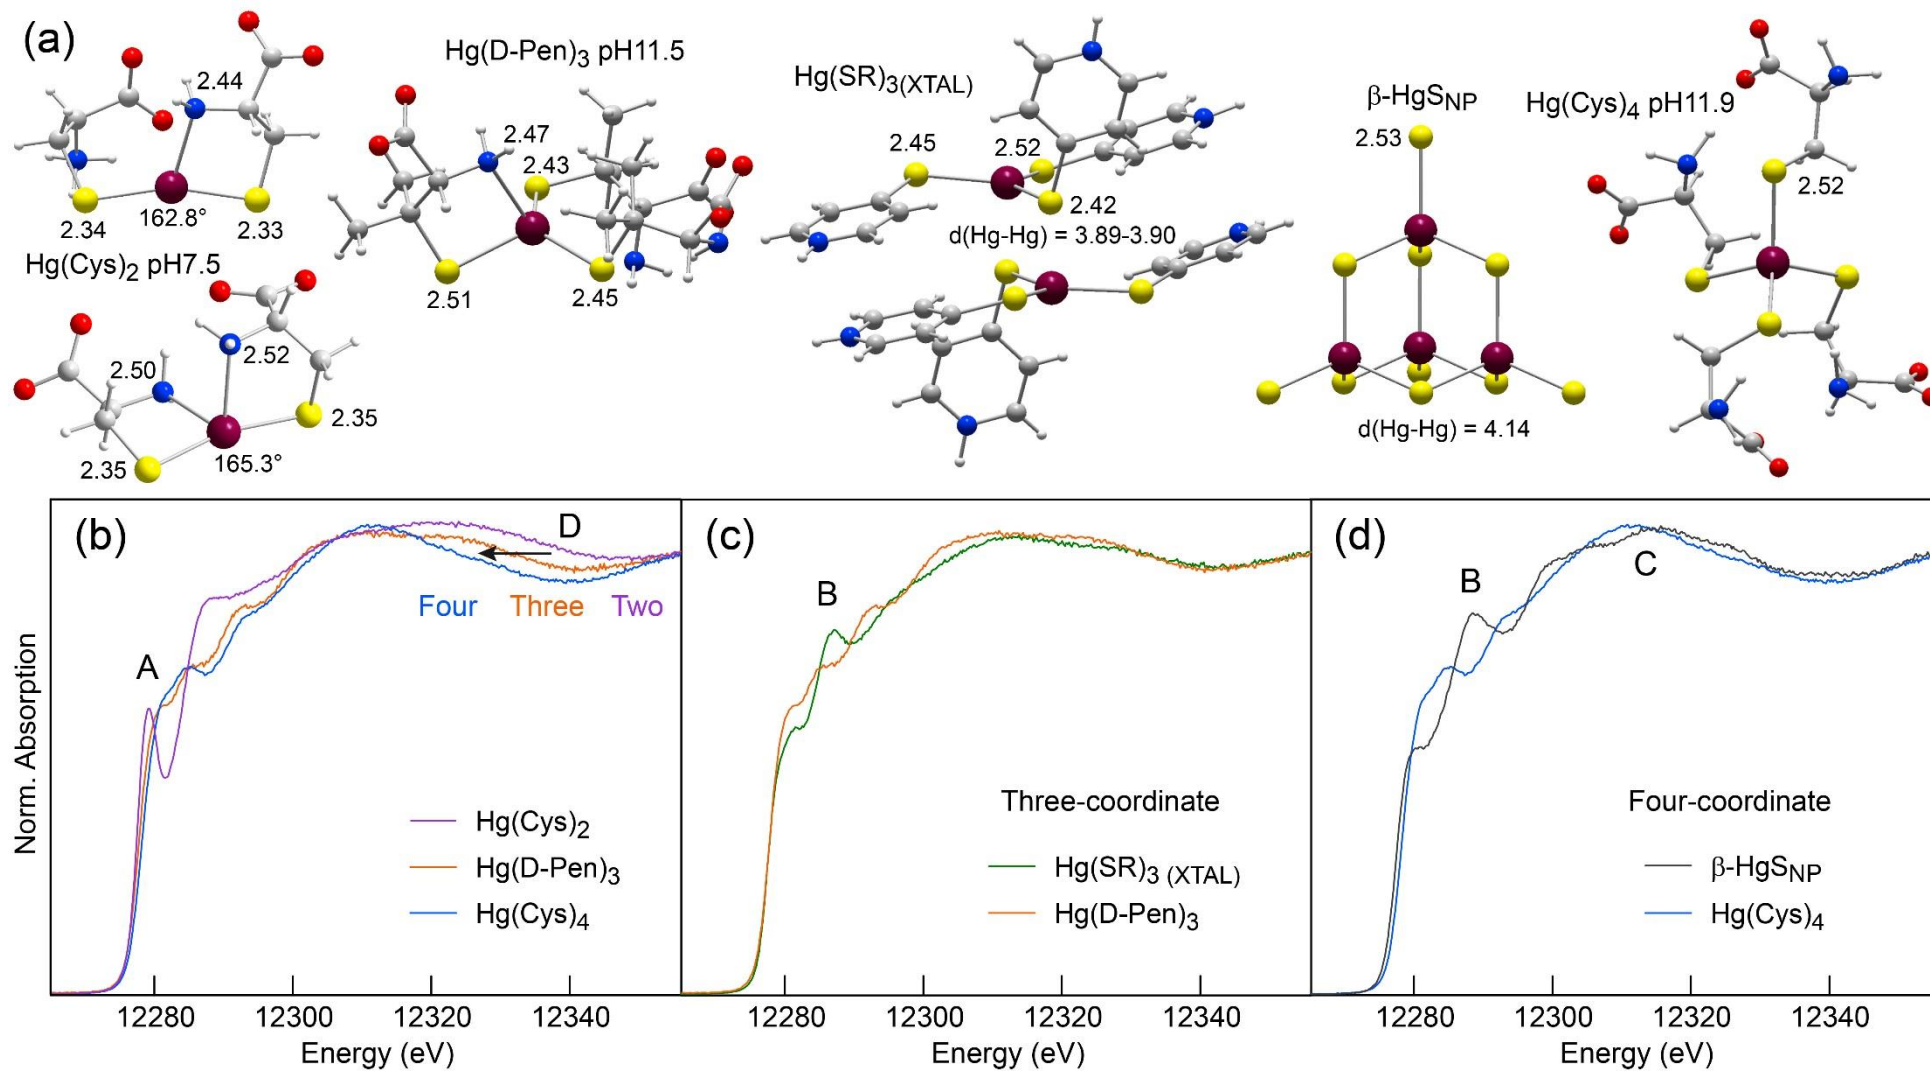 (a)
Hg(D-Pen)3 pH11.5
Hg(SR)3(XTAL)
β-HgSNP
Hg(Cys)4 pH11.9
2.44
2.34
162.8°
2.33
Hg(Cys)2 pH7.5
2.50
2.52
2.35
2.35
165.3°
2.47
2.43
2.51
2.45
2.45
2.52
2.42
d(Hg-Hg) = 3.89-3.90
2.53
d(Hg-Hg) = 4.14
2.52
Norm. Absorption
(b)
D
Four Three Two
A
Hg(Cys)2
Hg(D-Pen)3
Hg(Cys)4
12280 12300 12320 12340
Energy (eV)
(c)
B
Three-coordinate
Hg(SR)3 (XTAL)
Hg(D-Pen)3
12280 12300 12320 12340
Energy (eV)
(d)
B
C
Four-coordinate
β-HgSNP
Hg(Cys)4
12280 12300 12320 12340
Energy (eV)